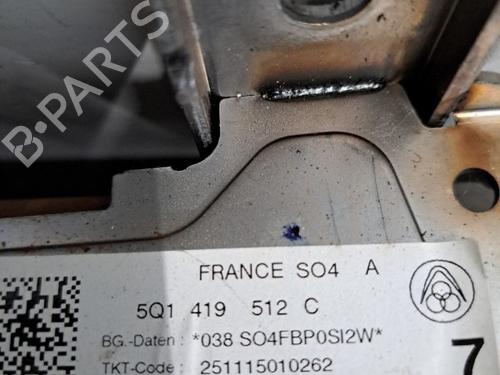 B-PARTS
FRANCE SO4 A
5Q1 419 512 C
BG.-Daten : *038 SO4FBP0SI2W*
TKT-Code : 251115010262
7